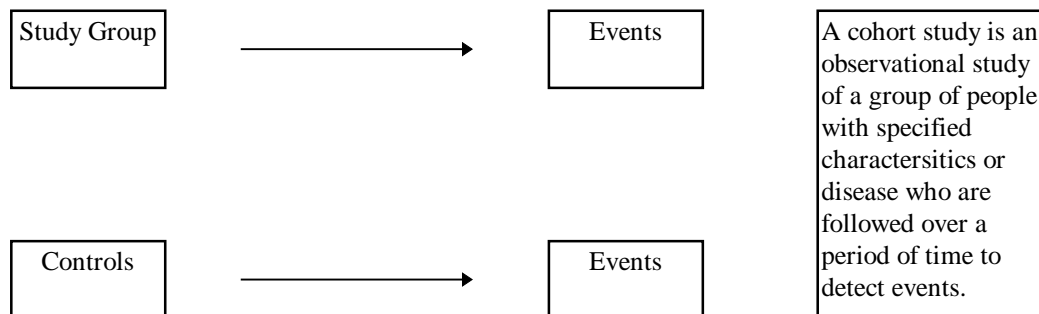 Study Group
Events
A cohort study is an
observational study
of a group of people
with specified
charactersitics or
disease who are
followed over a
period of time to
detect events.
Controls
Events